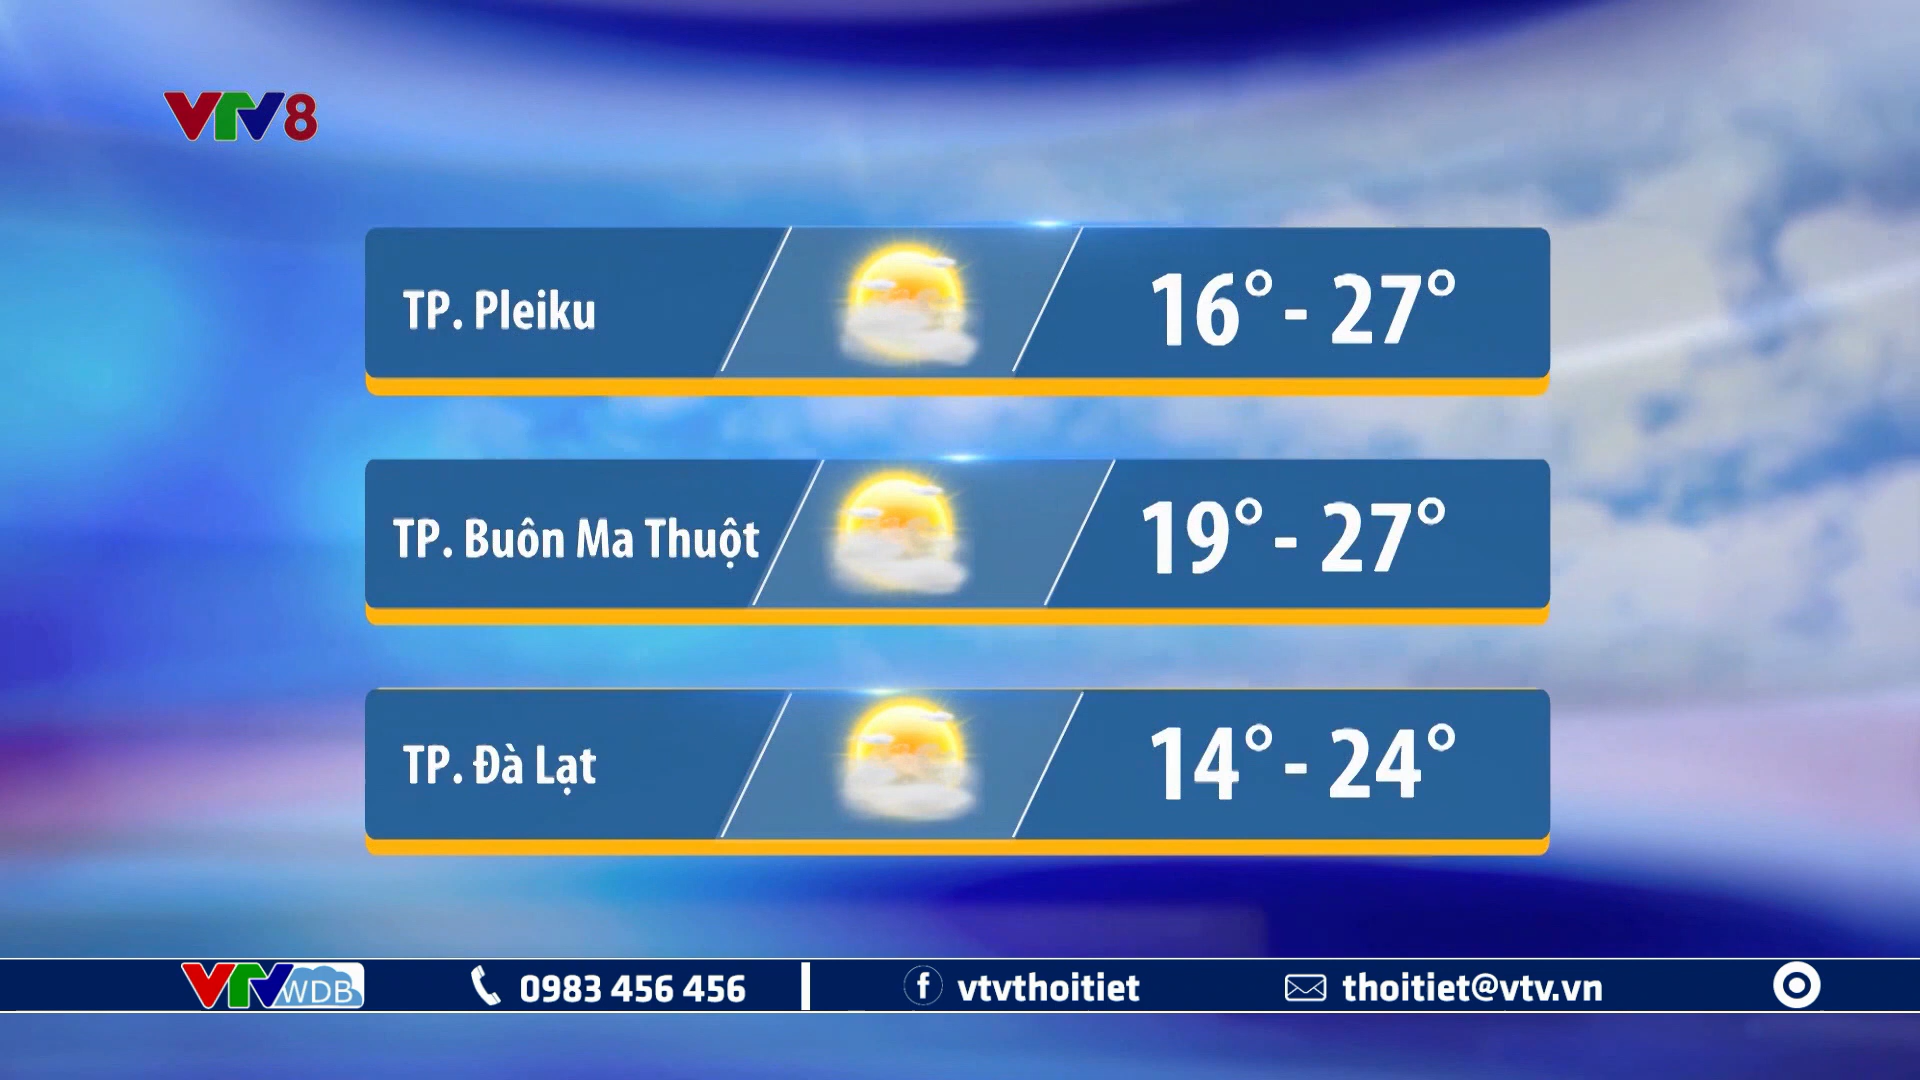 VTV8
TP. Pleiku
16° - 27°
TP. Buôn Ma Thuột
19° - 27°
TP. Đà Lạt
14° - 24°
VTV WDB
0983 456 456
vtvthoitiet
thoitiet@vtv.vn